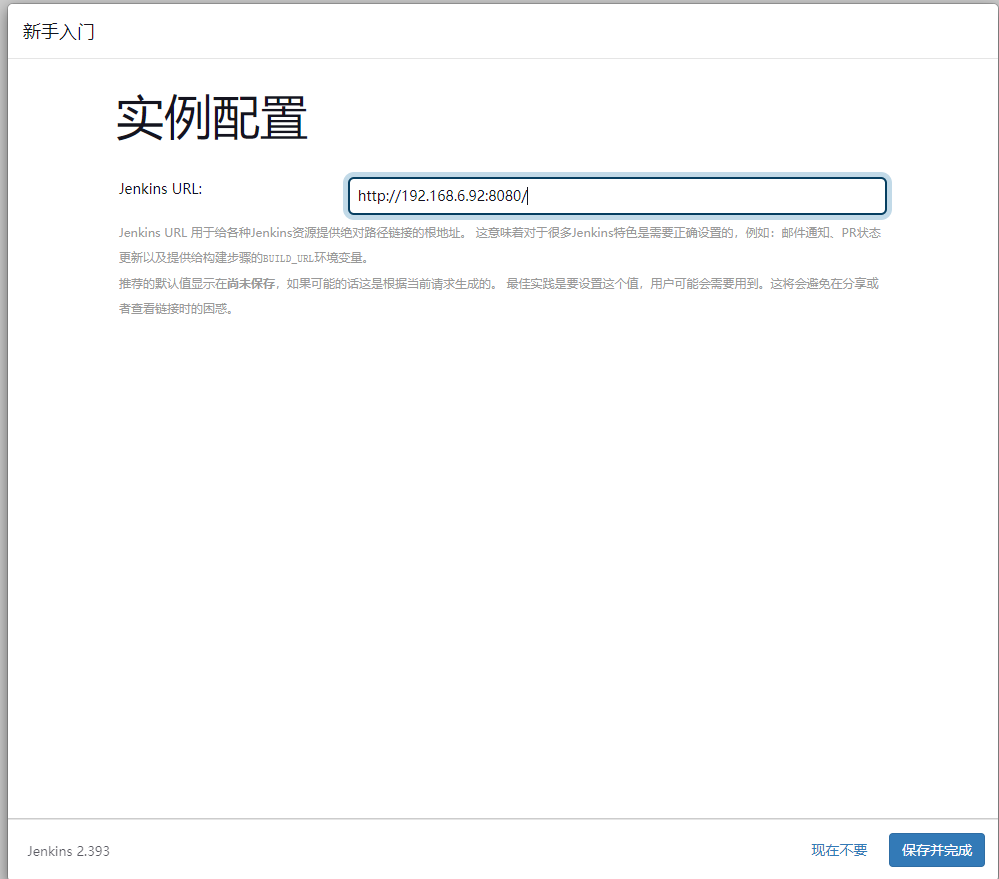 新手入门
实例配置
Jenkins URL:
http://192.168.6.92:8080/
Jenkins URL 用于给各种Jenkins资源提供绝对路径链接的根地址。 这意味着对于很多Jenkins特色是需要正确设置的，例如：邮件通知、PR状态
更新以及提供给构建步骤的BUILD_URL环境变量。
推荐的默认值显示在尚未保存，如果可能的话这是根据当前请求生成的。 最佳实践是要设置这个值，用户可能会需要用到。这将会避免在分享或
者查看链接时的困惑。
Jenkins 2.393
现在不要
保存并完成